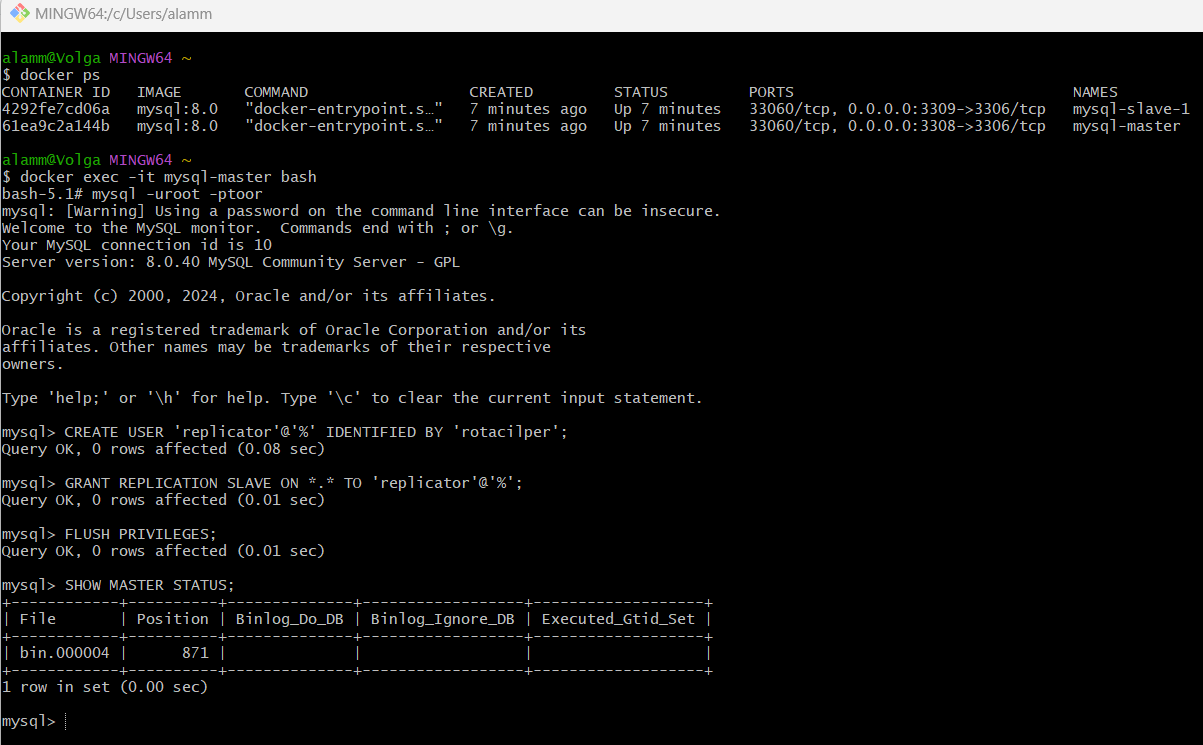 MINGW64:/c/Users/alamm
alamm@Volga MINGW64 ~
$ docker ps
CONTAINER ID   IMAGE       COMMAND                  CREATED         STATUS         PORTS                               NAMES
4292fe7cd06a   mysql:8.0   "docker-entrypoint.s…"   7 minutes ago   Up 7 minutes   33060/tcp, 0.0.0.0:3309->3306/tcp   mysql-slave-1
61ea9c2a144b   mysql:8.0   "docker-entrypoint.s…"   7 minutes ago   Up 7 minutes   33060/tcp, 0.0.0.0:3308->3306/tcp   mysql-master
alamm@Volga MINGW64 ~
$ docker exec -it mysql-master bash
bash-5.1# mysql -uroot -ptoor
mysql: [Warning] Using a password on the command line interface can be insecure.
Welcome to the MySQL monitor.  Commands end with ; or \g.
Your MySQL connection id is 10
Server version: 8.0.40 MySQL Community Server - GPL
Copyright (c) 2000, 2024, Oracle and/or its affiliates.
Oracle is a registered trademark of Oracle Corporation and/or its
affiliates. Other names may be trademarks of their respective
owners.
Type 'help;' or '\h' for help. Type '\c' to clear the current input statement.
mysql> CREATE USER 'replicator'@'%' IDENTIFIED BY 'rotacilper';
Query OK, 0 rows affected (0.08 sec)
mysql> GRANT REPLICATION SLAVE ON *.* TO 'replicator'@'%';
Query OK, 0 rows affected (0.01 sec)
mysql> FLUSH PRIVILEGES;
Query OK, 0 rows affected (0.01 sec)
mysql> SHOW MASTER STATUS;
+------------+----------+--------------+------------------+-------------------+
| File       | Position | Binlog_Do_DB | Binlog_Ignore_DB | Executed_Gtid_Set |
+------------+----------+--------------+------------------+-------------------+
| bin.000004 |      871 |              |                  |                   |
+------------+----------+--------------+------------------+-------------------+
1 row in set (0.00 sec)
mysql>